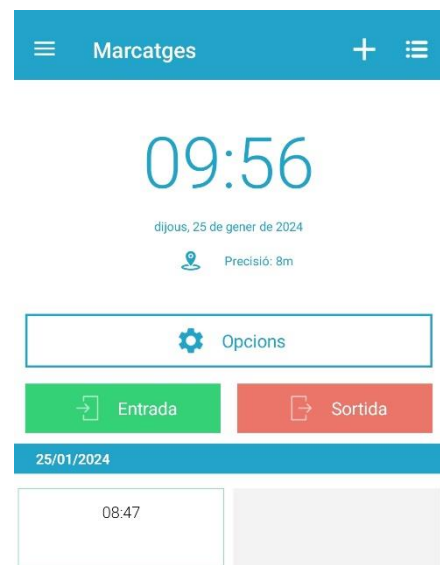 Marcatges
09:56
dijous, 25 de gener de 2024
Precisió: 8m
Opcions
Entrada
Sortida
25/01/2024
08:47